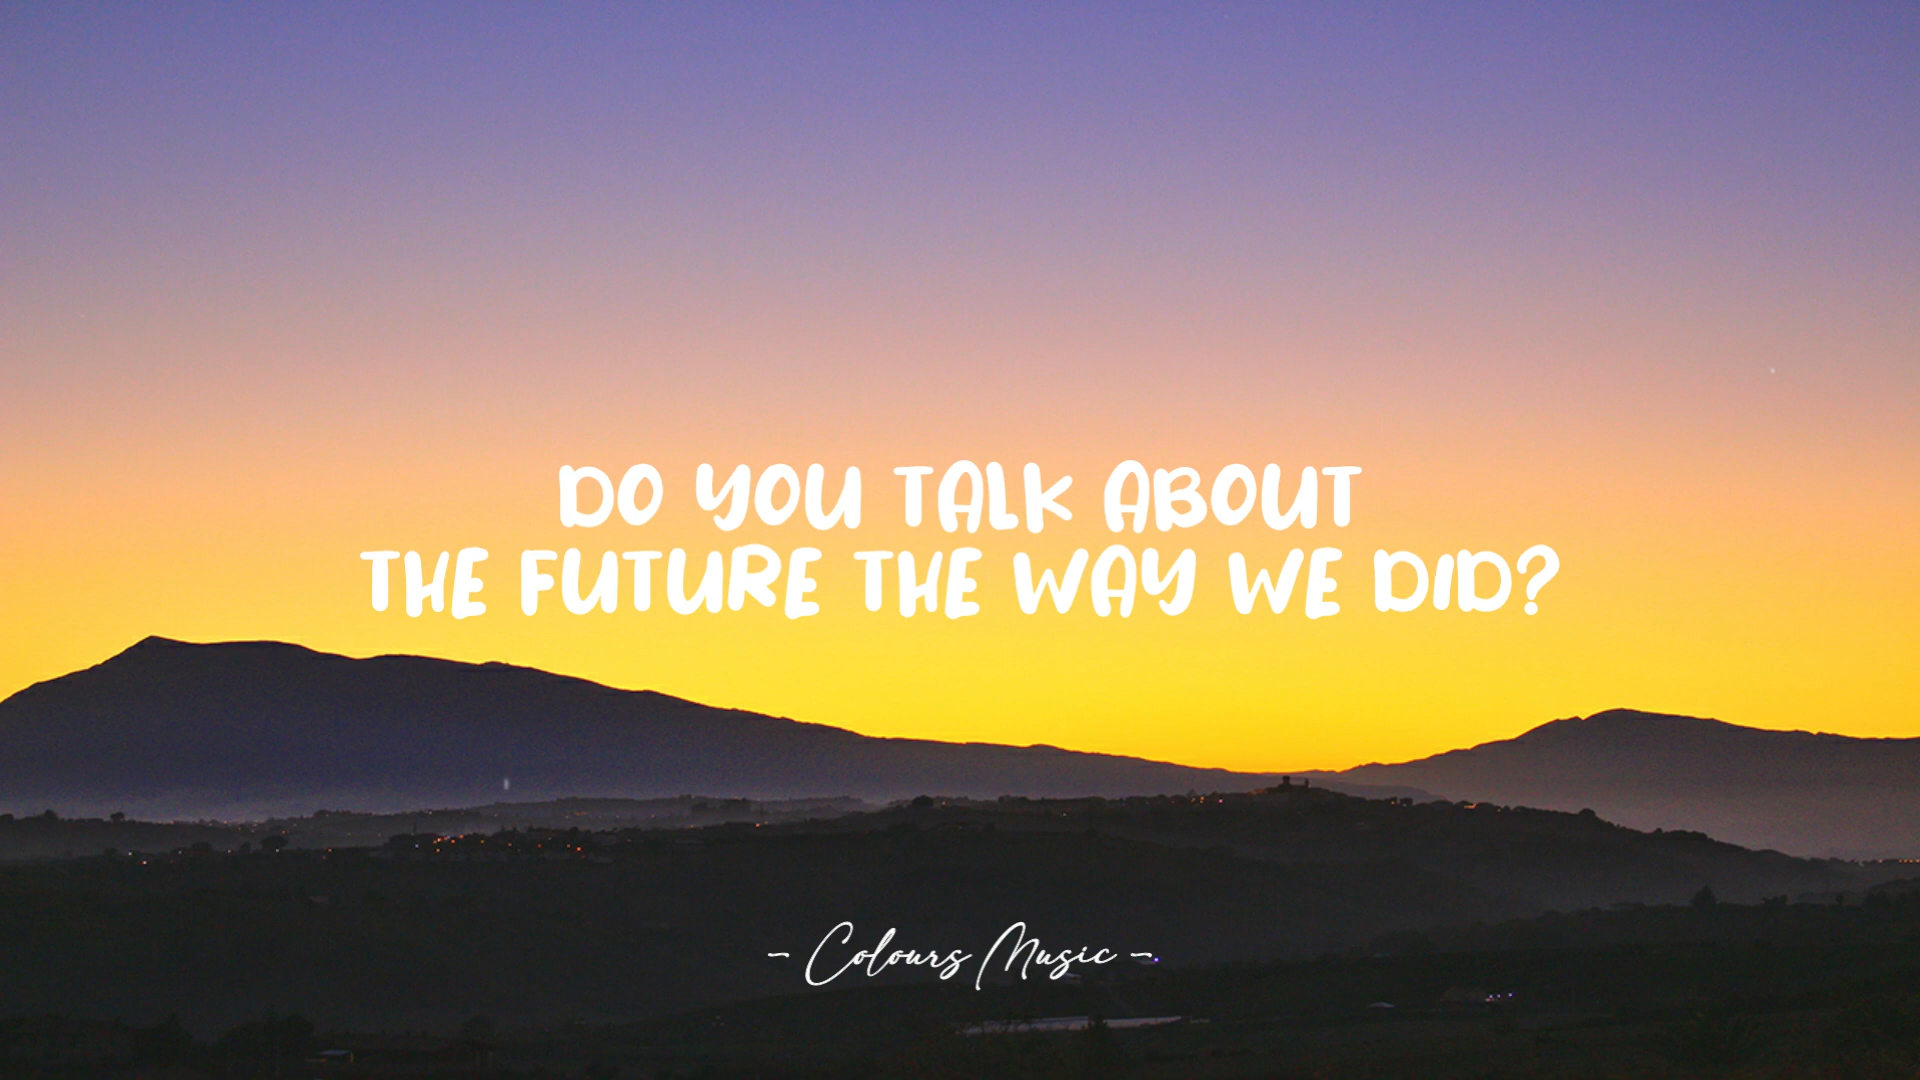 DO YOU TALK ABOUT
THE FUTURE THE WAY WE DID?
- Colours Music -